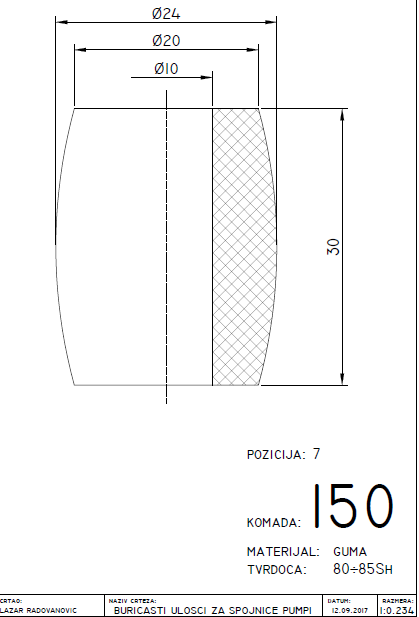 Ø24
Ø20
Ø10
30
POZICIJA: 7
KOMADA: 150
MATERIJAL: GUMA
TVRDOCA: 80÷85SH
CRTAO:
LAZAR RADOVANOVIC
NAZIV CRTEZA:
BURICASTI ULOSCI ZA SPOJNICE PUMPI
DATUM:
12.09.2017
RAZMERA:
1:0.234